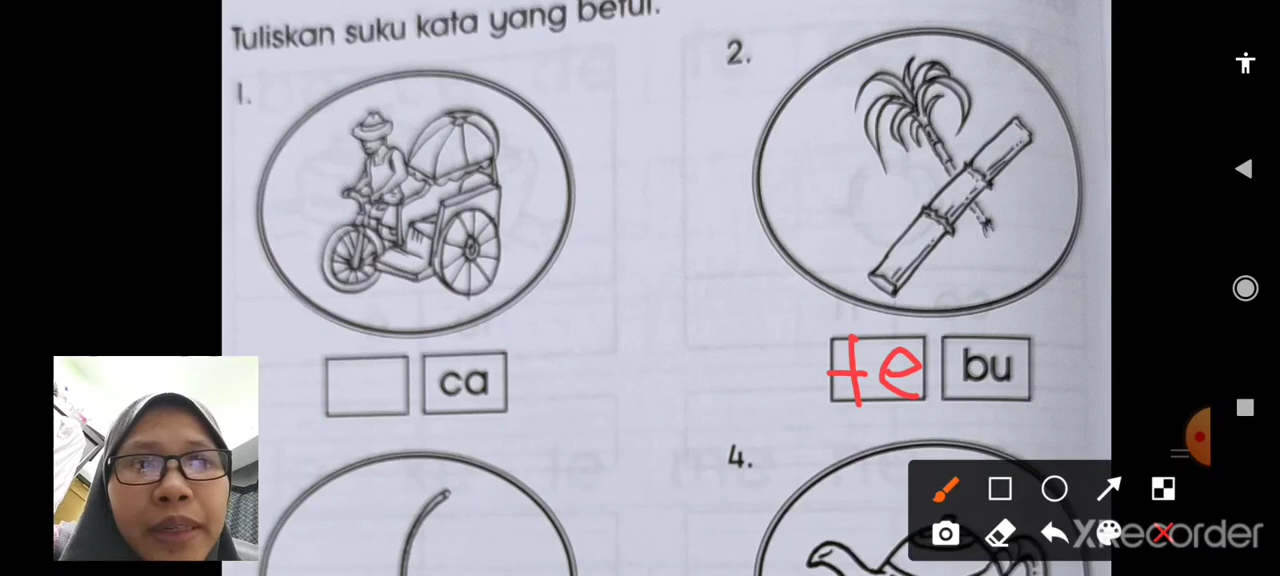 Tuliskan suku kata yang betul.
1.
2.
ca
te bu
4.
XRecorder